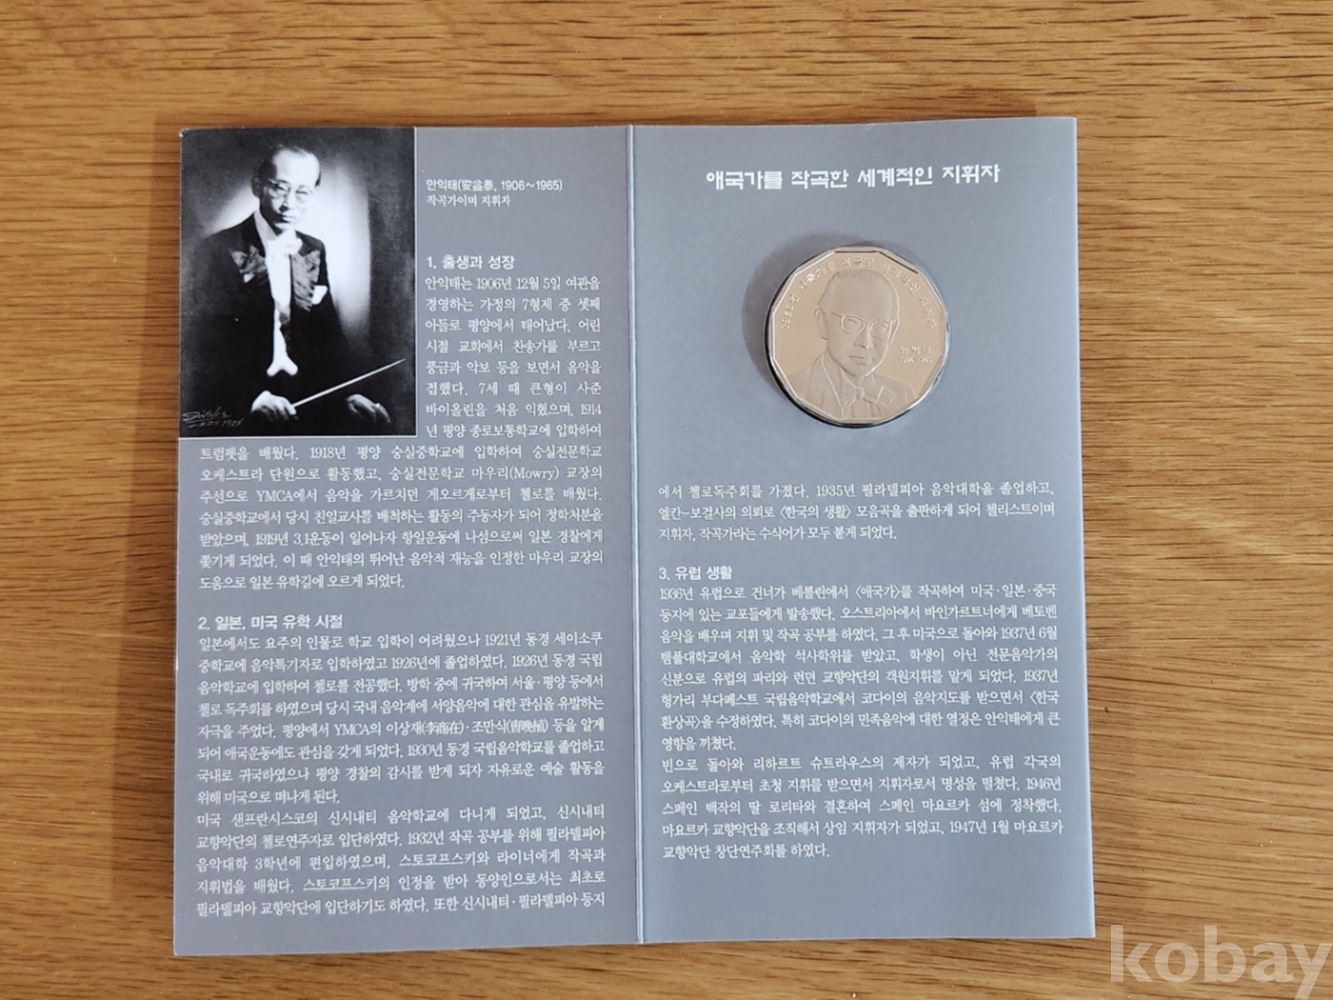 안익태(安益泰, 1906~1965)
작곡가이며 지휘자
1. 출생과 성장
안익태는 1906년 12월 5일 여관을
경영하는 가정의 7형제 중 셋째
아들로 평양에서 태어났다. 어린
시절 교회에서 찬송가를 부르고
풍금과 악보 등을 보면서 음악을
접했다. 7세 때 큰형이 사준
바이올린을 처음 익혔으며, 1914
년 평양 종로보통학교에 입학하여
트럼펫을 배웠다. 1918년 평양 숭실중학교에 입학하여 숭실전문학교
오케스트라 단원으로 활동했고, 숭실전문학교 마우리(Mowry) 교장의
주선으로 YMCA에서 음악을 가르치던 게오르게로부터 첼로를 배웠다.
숭실중학교에서 당시 친일교사를 배척하는 활동의 주동자가 되어 정학처분을
받았으며, 1919년 3.1운동이 일어나자 항일운동에 나섬으로써 일본 경찰에게
쫓기게 되었다. 이 때 안익태의 뛰어난 음악적 재능을 인정한 마우리 교장의
도움으로 일본 유학길에 오르게 되었다.
2. 일본, 미국 유학 시절
일본에서도 요주의 인물로 학교 입학이 어려웠으나 1921년 동경 세이소쿠
중학교에 음악특기자로 입학하였고 1926년에 졸업하였다. 1926년 동경 국립
음악학교에 입학하여 첼로를 전공했다. 방학 중에 귀국하여 서울·평양 등에서
첼로 독주회를 하였으며 당시 국내 음악계에 서양음악에 대한 관심을 유발하는
자극을 주었다. 평양에서 YMCA의 이상재(李商在)·조만식(曺晩植) 등을 알게
되어 애국운동에도 관심을 갖게 되었다. 1930년 동경 국립음악학교를 졸업하고
국내로 귀국하였으나 평양 경찰의 감시를 받게 되자 자유로운 예술 활동을
위해 미국으로 떠나게 된다.
미국 샌프란시스코의 신시내티 음악학교에 다니게 되었고, 신시내티
교향악단의 첼로연주자로 입단하였다. 1932년 작곡 공부를 위해 필라델피아
음악대학 3학년에 편입하였으며, 스토코프스키와 라이너에게 작곡과
지휘법을 배웠다. 스토코프스키의 인정을 받아 동양인으로서는 최초로
필라델피아 교향악단에 입단하기도 하였다. 또한 신시내티·필라델피아 등지
애국가를 작곡한 세계적인 지휘자
에서 첼로독주회를 가졌다. 1935년 필라델피아 음악대학을 졸업하고,
엘칸-보걸사의 의뢰로 〈한국의 생활〉 모음곡을 출판하게 되어 첼리스트이며
지휘자, 작곡가라는 수식어가 모두 붙게 되었다.
3. 유럽 생활
1936년 유럽으로 건너가 베를린에서 〈애국가〉를 작곡하여 미국·일본·중국
등지에 있는 교포들에게 발송했다. 오스트리아에서 바인가르트너에게 베토벤
음악을 배우며 지휘 및 작곡 공부를 하였다. 그 후 미국으로 돌아와 1937년 6월
템플대학교에서 음악학 석사학위를 받았고, 학생이 아닌 전문음악가의
신분으로 유럽의 파리와 런던 교향악단의 객원지휘를 맡게 되었다. 1937년
헝가리 부다페스트 국립음악학교에서 코다이의 음악지도를 받으면서 〈한국
환상곡〉을 수정하였다. 특히 코다이의 민족음악에 대한 열정은 안익태에게 큰
영향을 끼쳤다.
빈으로 돌아와 리하르트 슈트라우스의 제자가 되었고, 유럽 각국의
오케스트라로부터 초청 지휘를 받으면서 지휘자로서 명성을 떨쳤다. 1946년
스페인 백작의 딸 로리타와 결혼하여 스페인 마요르카 섬에 정착했다.
마요르카 교향악단을 조직해서 상임 지휘자가 되었고, 1947년 1월 마요르카
교향악단 창단연주회를 하였다.
kobay